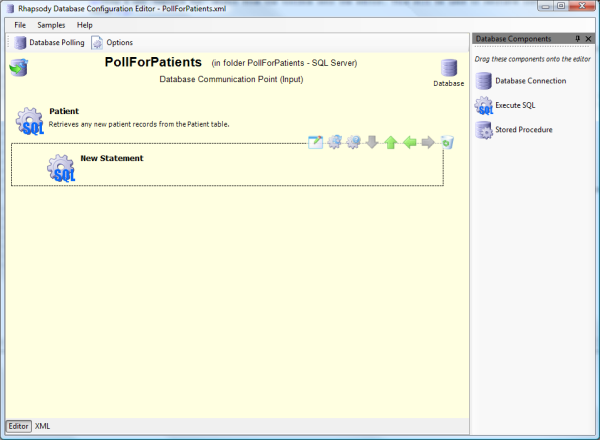 Rhapsody Database Configuration Editor - PollForPatients.xml
File Samples Help
Database Polling Options
Database Components
PollForPatients (in folder PollForPatients - SQL Server)
Database Communication Point (Input)
Database
Drag these components onto the editor
Database Connection
Execute SQL
Stored Procedure
Patient
Retrieves any new patient records from the Patient table.
SQL
New Statement
SQL
Editor XML